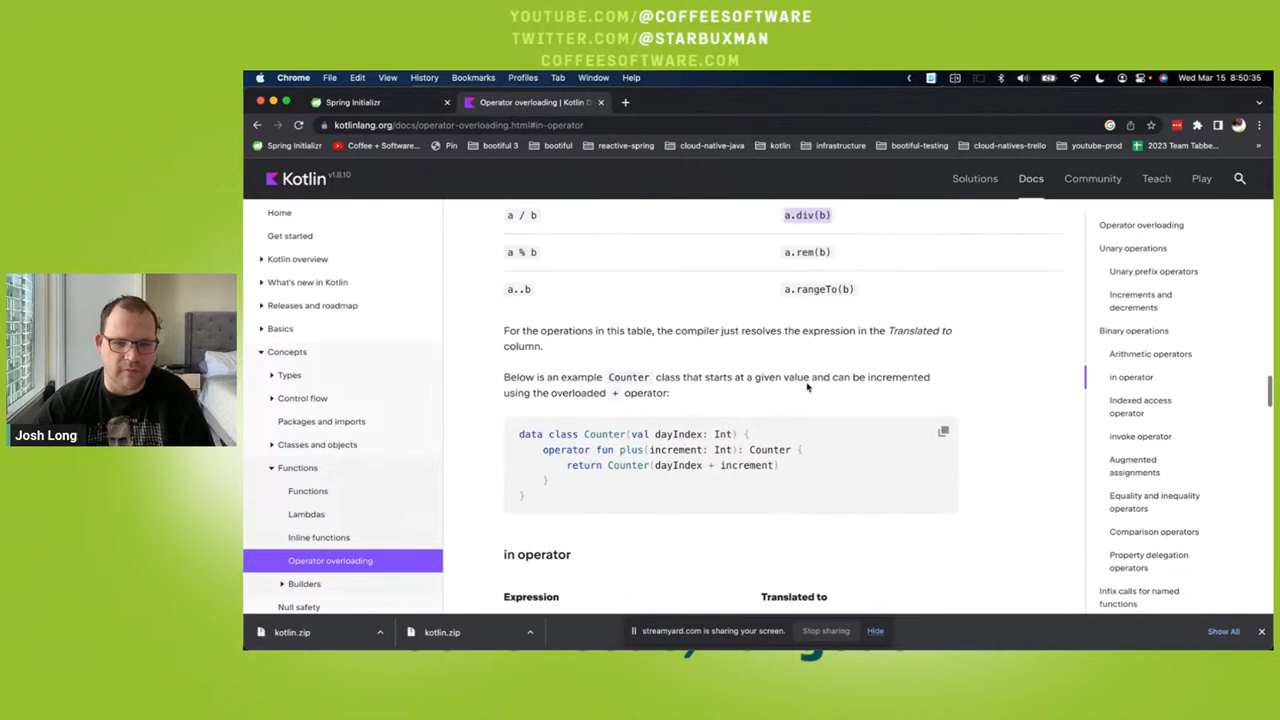 YOUTUBE.COM/@COFFEESOFTWARE
TWITTER.COM/@STARBUXMAN
COFFEESOFTWARE.COM
Chrome File Edit View History Bookmarks Profiles Tab Window Help Wed Mar 15 8:50:35
Spring Initializr × Operator overloading | Kotlin D × +
kotlinlang.org/docs/operator-overloading.html#in-operator
Spring Initializr Coffee + Software... Pin bootiful 3 bootiful reactive-spring cloud-native-java kotlin infrastructure bootiful-testing cloud-natives-trello youtube-prod 2023 Team Tabbe... »
Kotlin v1.8.10 Solutions Docs Community Teach Play
Home
Get started
Kotlin overview
What's new in Kotlin
Releases and roadmap
Basics
Concepts
Types
Control flow
Packages and imports
Classes and objects
Functions
Functions
Lambdas
Inline functions
Operator overloading
Builders
Null safety
a / b a.div(b)
a % b a.rem(b)
a..b a.rangeTo(b)
For the operations in this table, the compiler just resolves the expression in the Translated to
column.
Below is an example Counter class that starts at a given value and can be incremented
using the overloaded + operator:
data class Counter(val dayIndex: Int) {
operator fun plus(increment: Int): Counter {
return Counter(dayIndex + increment)
}
}
in operator
Expression Translated to
Operator overloading
Unary operations
Unary prefix operators
Increments and
decrements
Binary operations
Arithmetic operators
in operator
Indexed access
operator
invoke operator
Augmented
assignments
Equality and inequality
operators
Comparison operators
Property delegation
operators
Infix calls for named
functions
Josh Long
kotlin.zip kotlin.zip streamyard.com is sharing your screen. Stop sharing Hide Show All ×